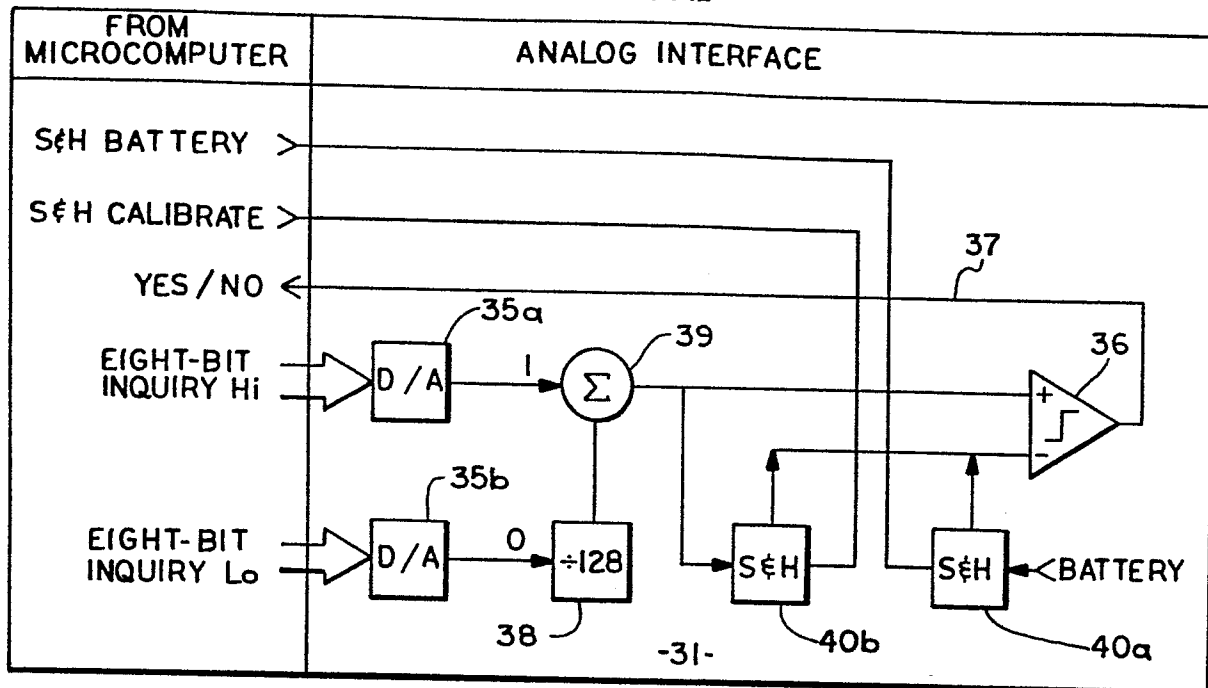 FROM
MICROCOMPUTER
ANALOG INTERFACE
S&H BATTERY
S&H CALIBRATE
YES/NO
37
35a
39
36
EIGHT-BIT
INQUIRY Hi
D/A
1
Σ
+
-
35b
EIGHT-BIT
INQUIRY Lo
D/A
0
÷128
S&H
S&H
BATTERY
38
40b
40a
-31-